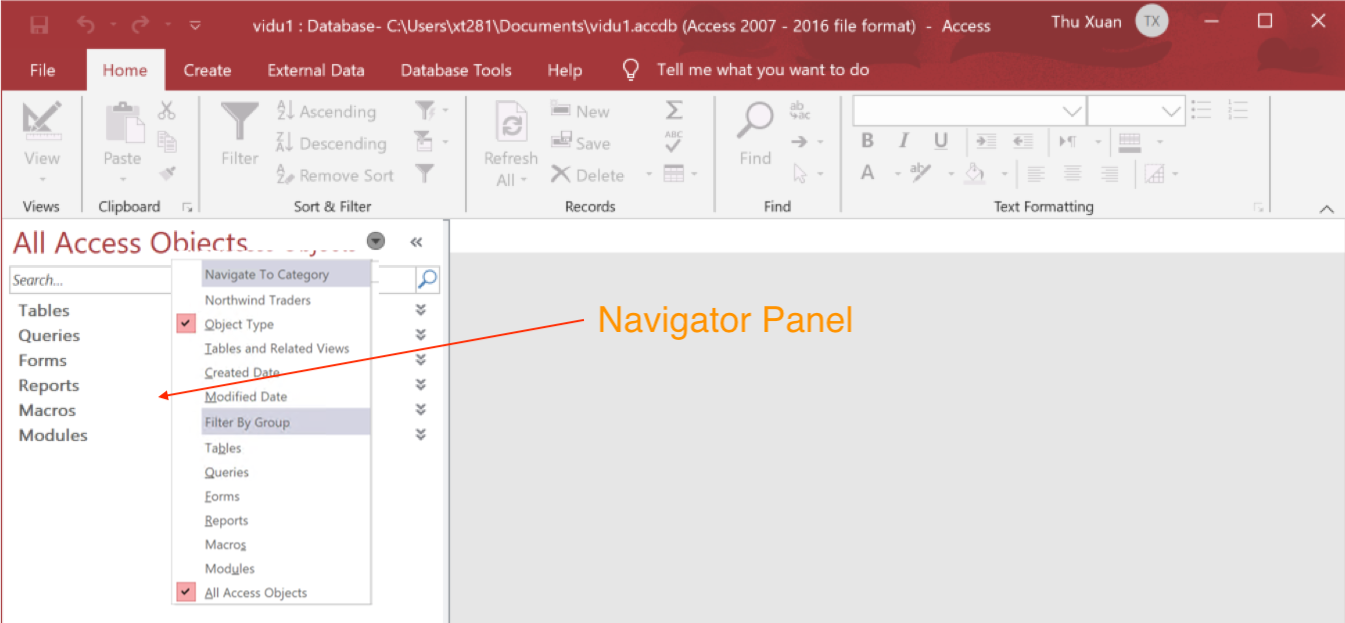 vidu1 : Database- C:\Users\xt281\Documents\vidu1.accdb (Access 2007 - 2016 file format) - Access
Thu Xuan
TX
File
Home
Create
External Data
Database Tools
Help
Tell me what you want to do
View
Views
Paste
Clipboard
Filter
Ascending
Descending
Remove Sort
Sort & Filter
Refresh
All
New
Save
Delete
Records
Find
Find
B I U
A
Text Formatting
All Access Objects
Search...
Tables
Queries
Forms
Reports
Macros
Modules
Navigate To Category
Northwind Traders
Object Type
Tables and Related Views
Created Date
Modified Date
Filter By Group
Tables
Queries
Forms
Reports
Macros
Modules
All Access Objects
Navigator Panel